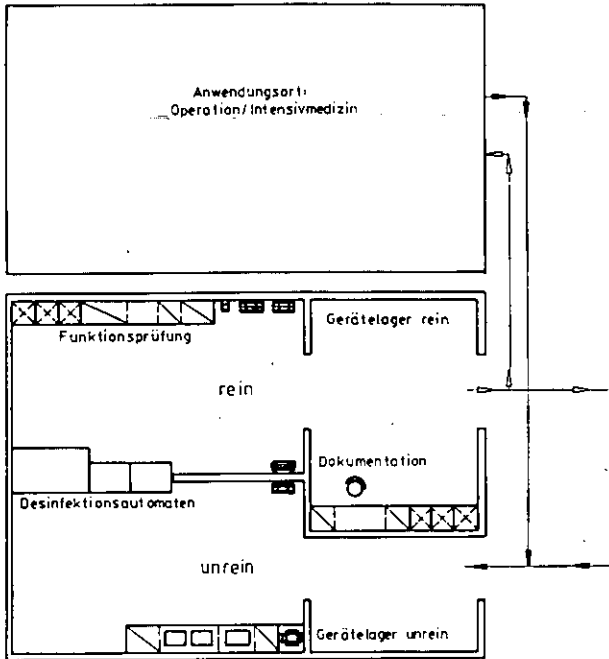 Anwendungsort:
Operation/Intensivmedizin
Gerätelager rein
Funktionsprüfung
rein
Dokumentation
Desinfektionsautomaten
unrein
Gerätelager unrein